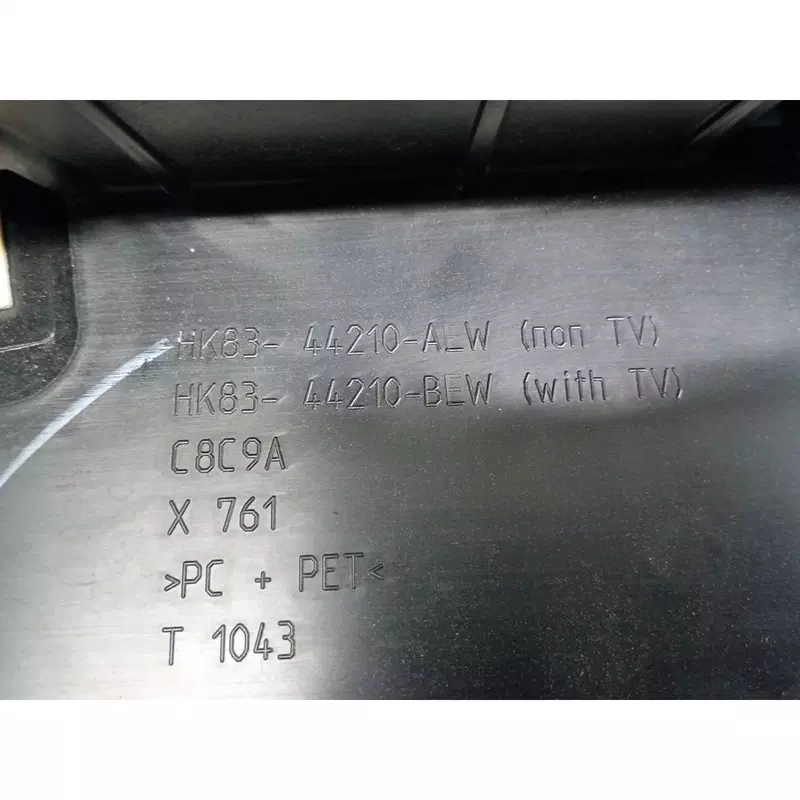 HK83- 44210-AEW (non TV)
HK83- 44210-BEW (with TV)
C8C9A
X 761
>PC + PET<
T 1043